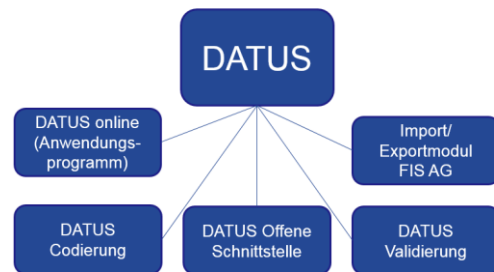 DATUS
DATUS online
(Anwendungs-
programm)
Import/
Exportmodul
FIS AG
DATUS
Codierung
DATUS Offene
Schnittstelle
DATUS
Validierung